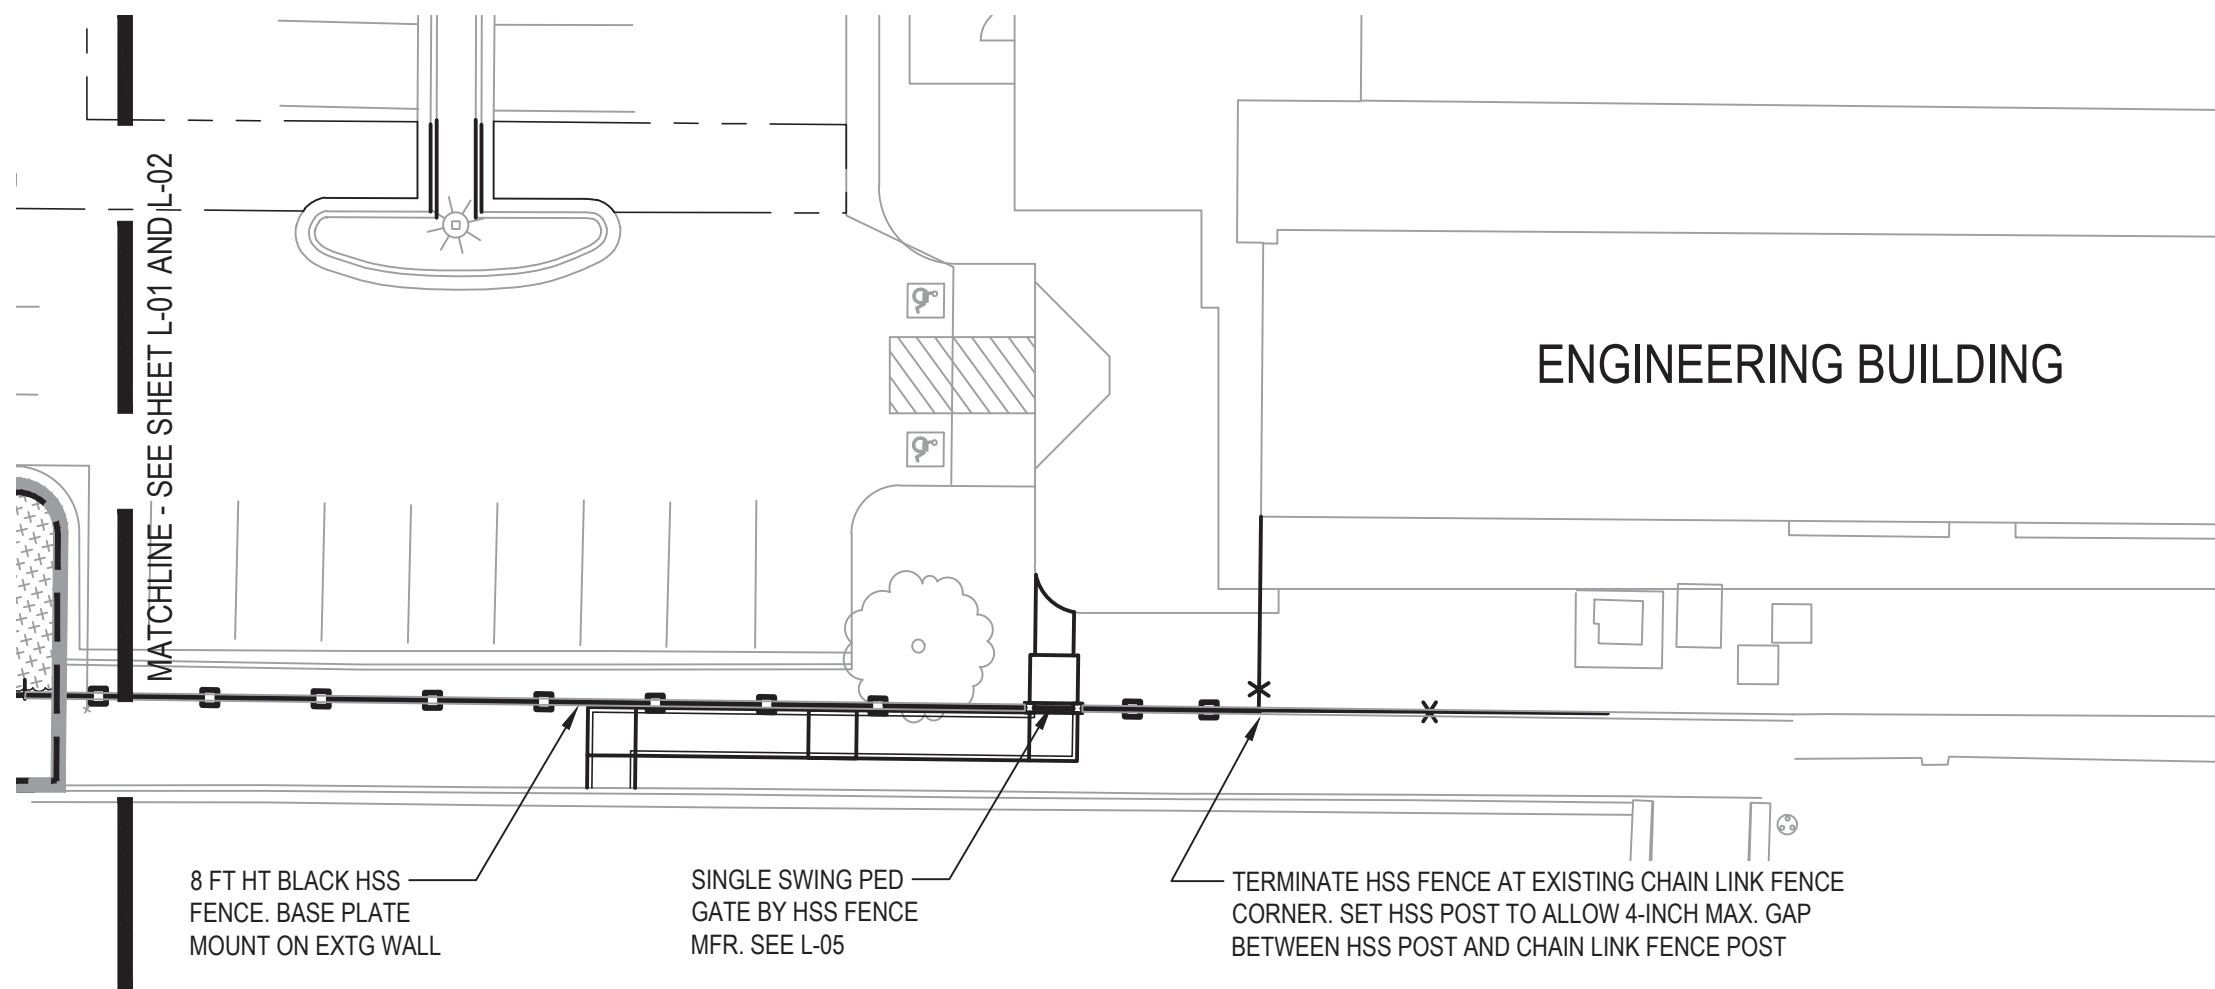 MATCHLINE - SEE SHEET L-01 AND L-02
ENGINEERING BUILDING
8 FT HT BLACK HSS
FENCE. BASE PLATE
MOUNT ON EXTG WALL
SINGLE SWING PED
GATE BY HSS FENCE
MFR. SEE L-05
TERMINATE HSS FENCE AT EXISTING CHAIN LINK FENCE
CORNER. SET HSS POST TO ALLOW 4-INCH MAX. GAP
BETWEEN HSS POST AND CHAIN LINK FENCE POST